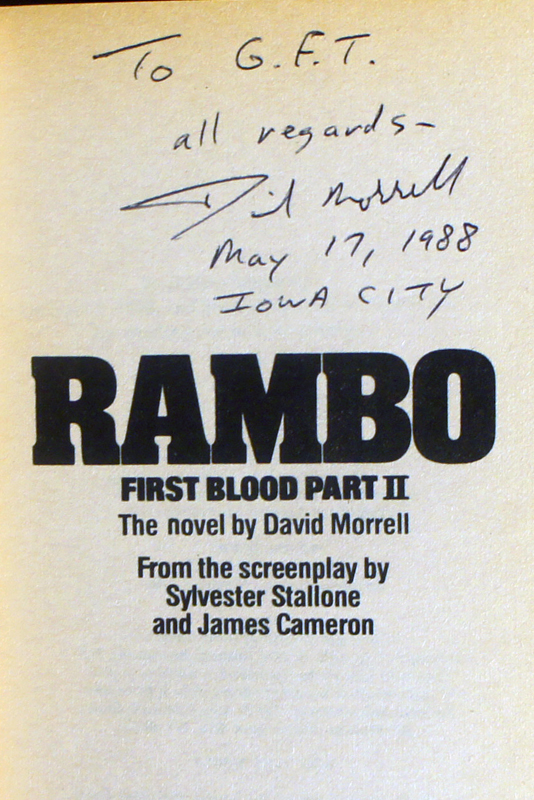 To G.F.T.
all regards-
David Morrell
May 17, 1988
IOWA CITY
RAMBO
FIRST BLOOD PART II
The novel by David Morrell
From the screenplay by
Sylvester Stallone
and James Cameron